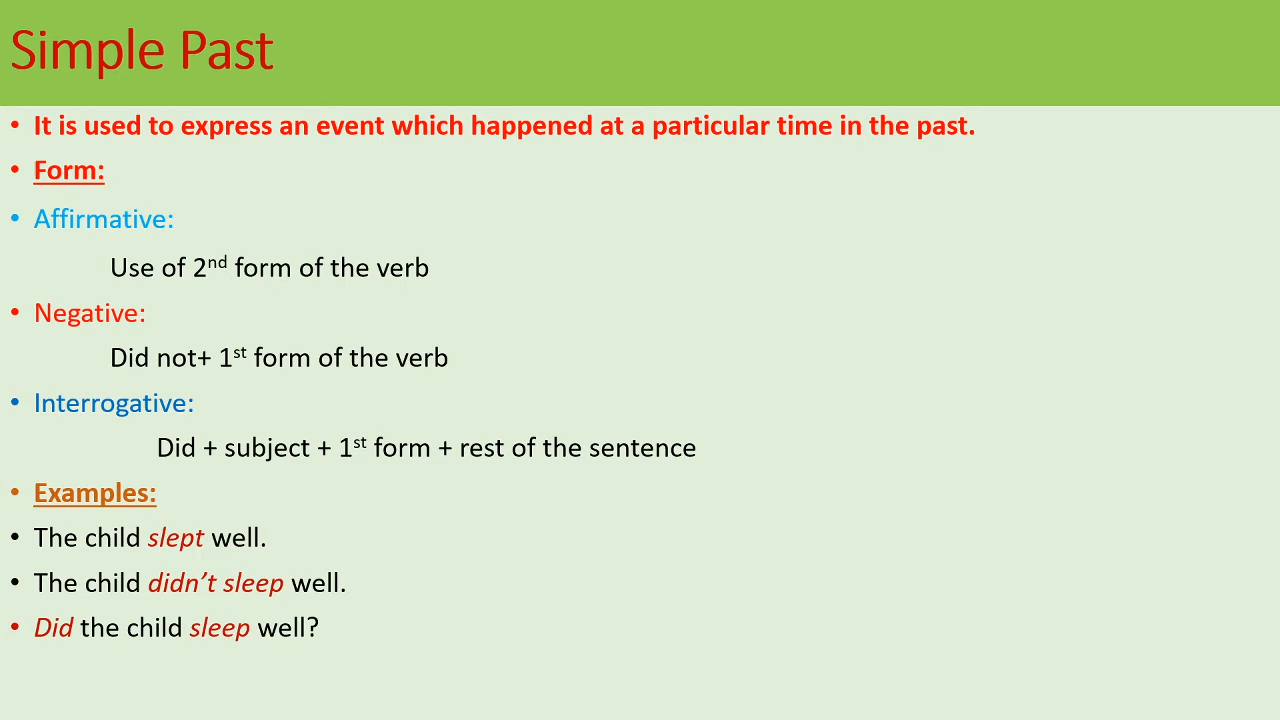 Simple Past
• It is used to express an event which happened at a particular time in the past.
• Form:
• Affirmative:
Use of 2nd form of the verb
• Negative:
Did not+ 1st form of the verb
• Interrogative:
Did + subject + 1st form + rest of the sentence
• Examples:
• The child slept well.
• The child didn’t sleep well.
• Did the child sleep well?